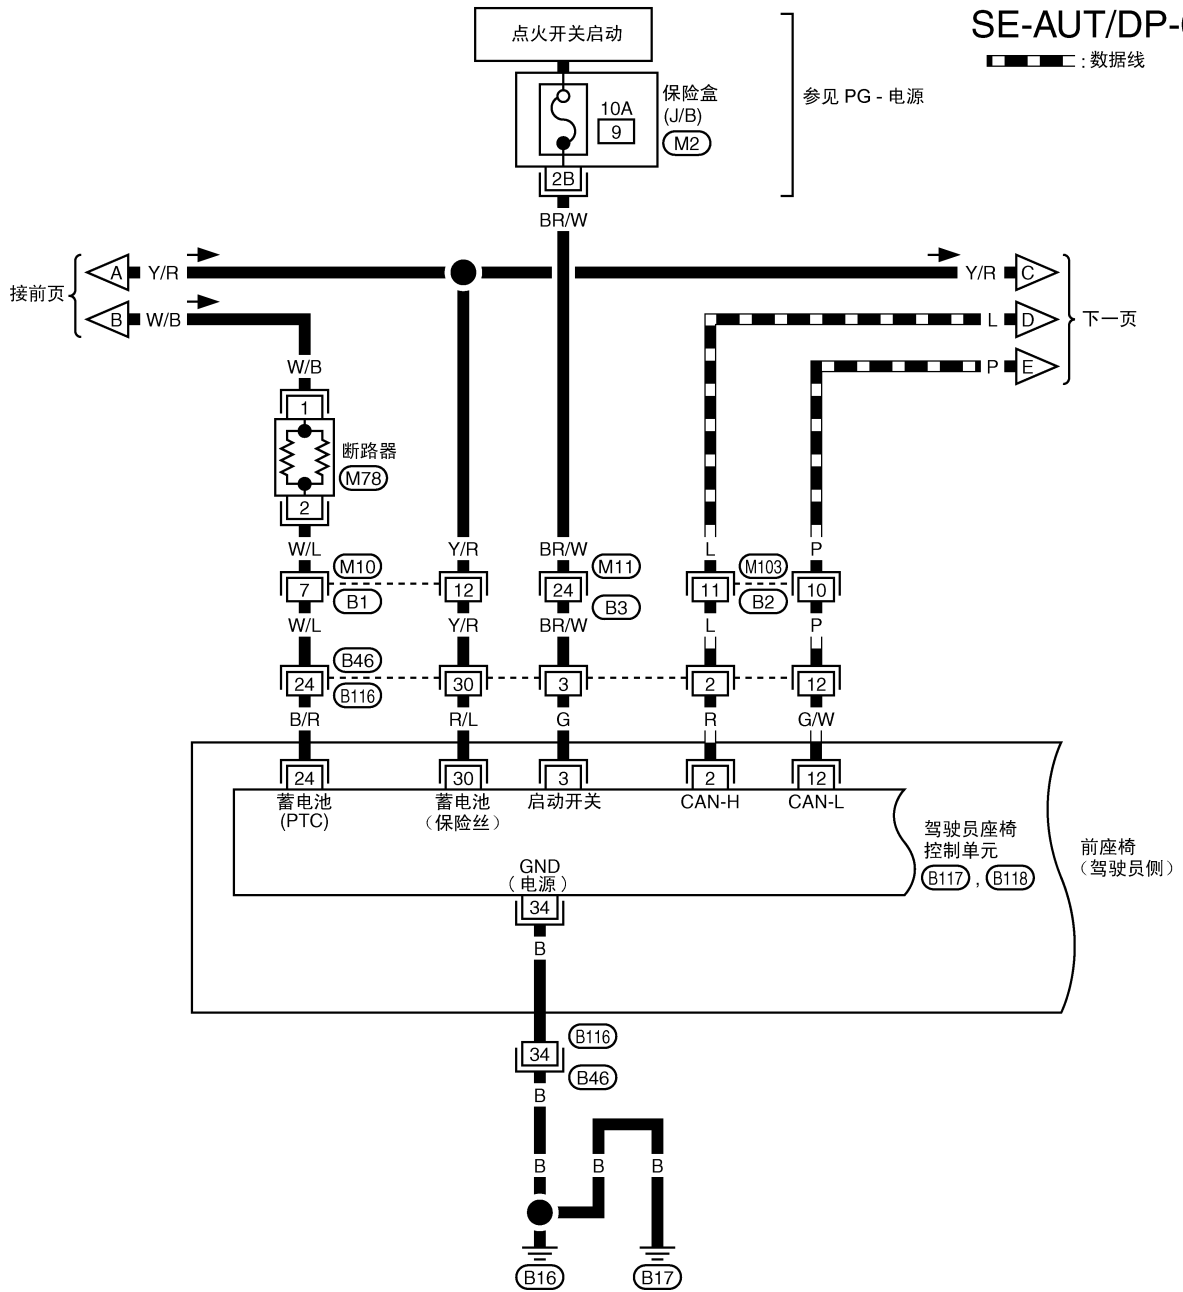 SE-AUT/DP-
: 数据线
点火开关启动
保险盒
(J/B)
M2
10A
9
2B
参见 PG - 电源
BR/W
接前页
A Y/R
Y/R C
B W/B
L D
下一页
P E
W/B
1
断路器
M78
2
W/L Y/R BR/W L P
M10 M11 M103
7 12 24 11 10
B1 B3 B2
W/L Y/R BR/W L P
B46
24 30 3 2 12
B116
B/R R/L G R G/W
24 30 3 2 12
蓄电池
(PTC)
蓄电池
（保险丝）
启动开关
CAN-H
CAN-L
驾驶员座椅
控制单元
B117 , B118
前座椅
（驾驶员侧）
GND
（电源）
34
B
B116
34
B46
B
B B B
B16 B17